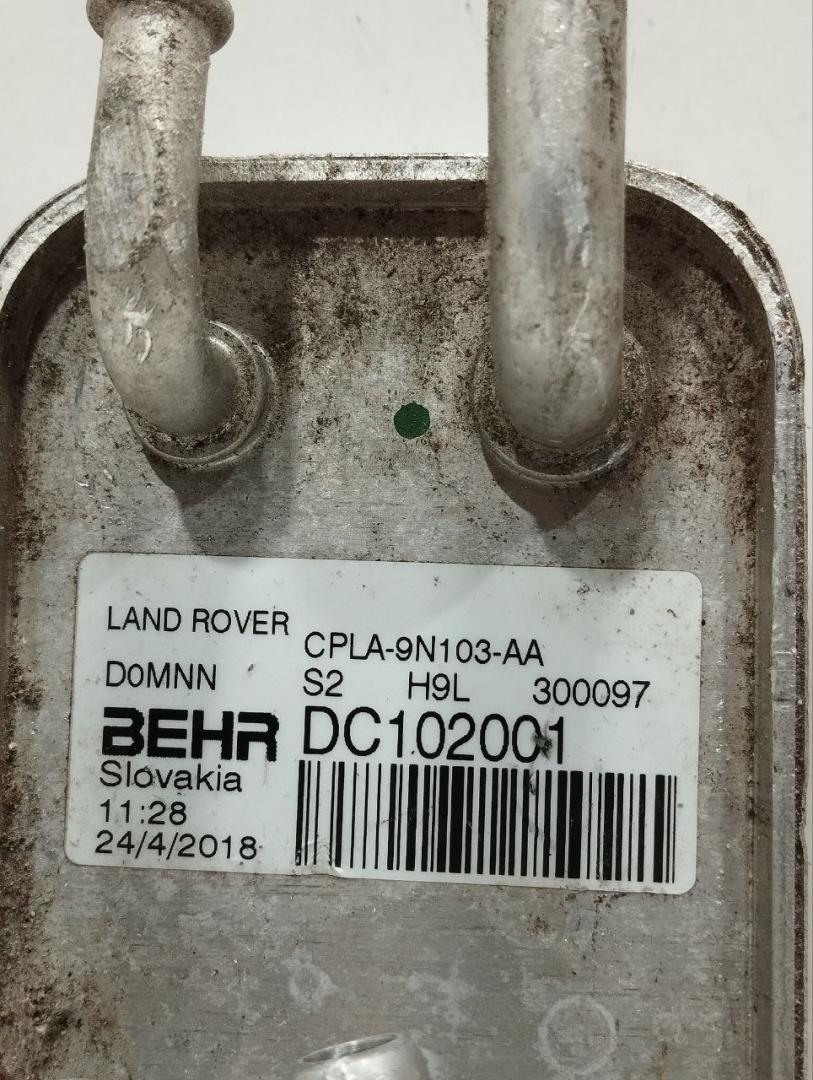 LAND ROVER
CPLA-9N103-AA
D0MNN S2 H9L 300097
BEHR DC102001
Slovakia
11:28
24/4/2018